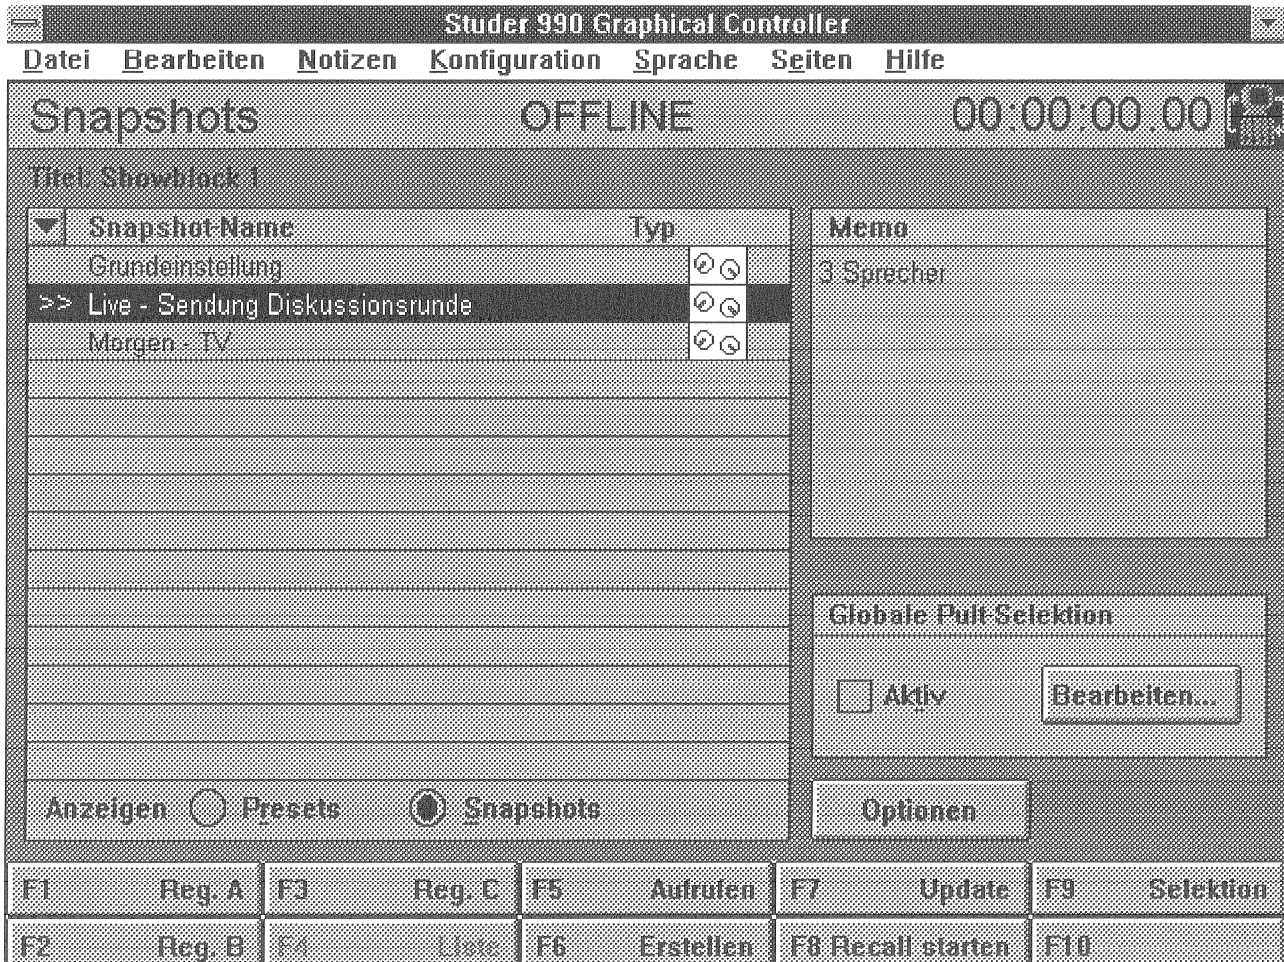 Studer 990 Graphical Controller
Datei Bearbeiten Notizen Konfiguration Sprache Seiten Hilfe
Snapshots OFFLINE 00:00:00.00
Titel: Showblock 1
Snapshot-Name Typ
Grundeinstellung
>> Live - Sendung Diskussionsrunde
Morgen - TV
Memo
3 Sprecher
Globale Pult-Selektion
Aktiv Bearbeiten...
Anzeigen Presets Snapshots
Optionen
F1 Reg. A F3 Reg. C F5 Aufrufen F7 Update F9 Selektion
F2 Reg. B F4 Liste F6 Erstellen F8 Recall starten F10